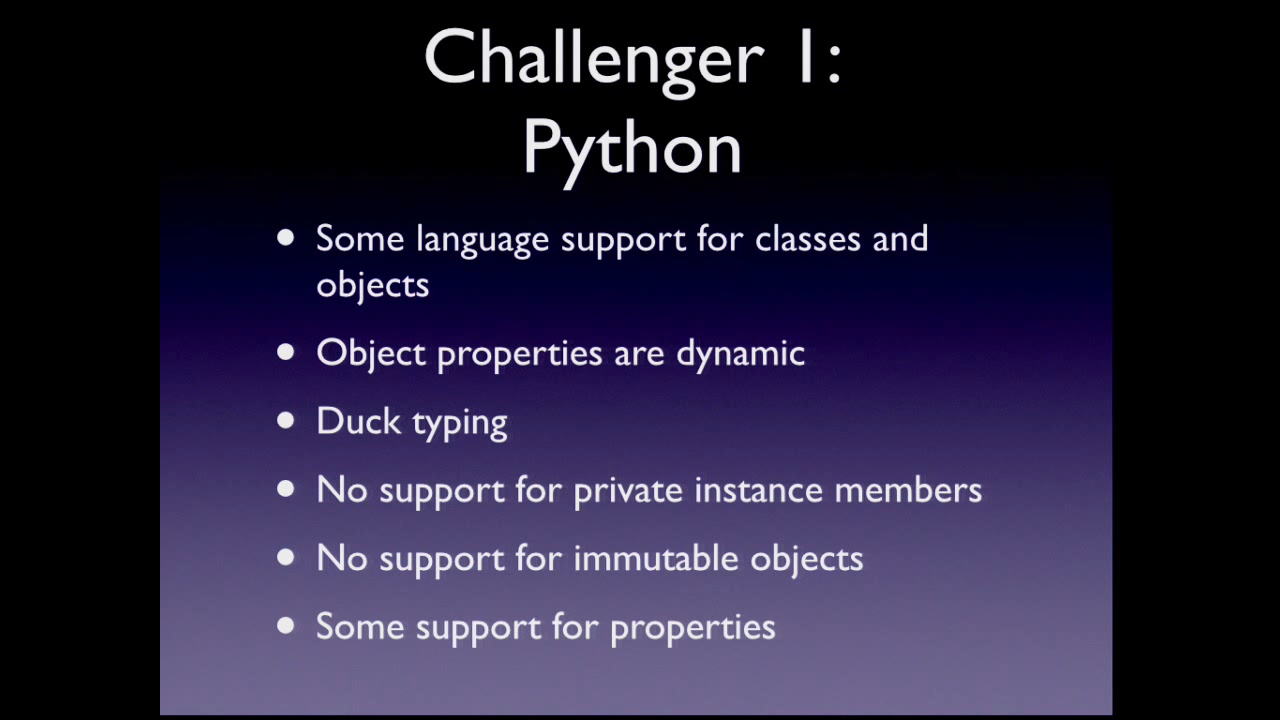 Challenger 1:
Python
• Some language support for classes and
objects
• Object properties are dynamic
• Duck typing
• No support for private instance members
• No support for immutable objects
• Some support for properties